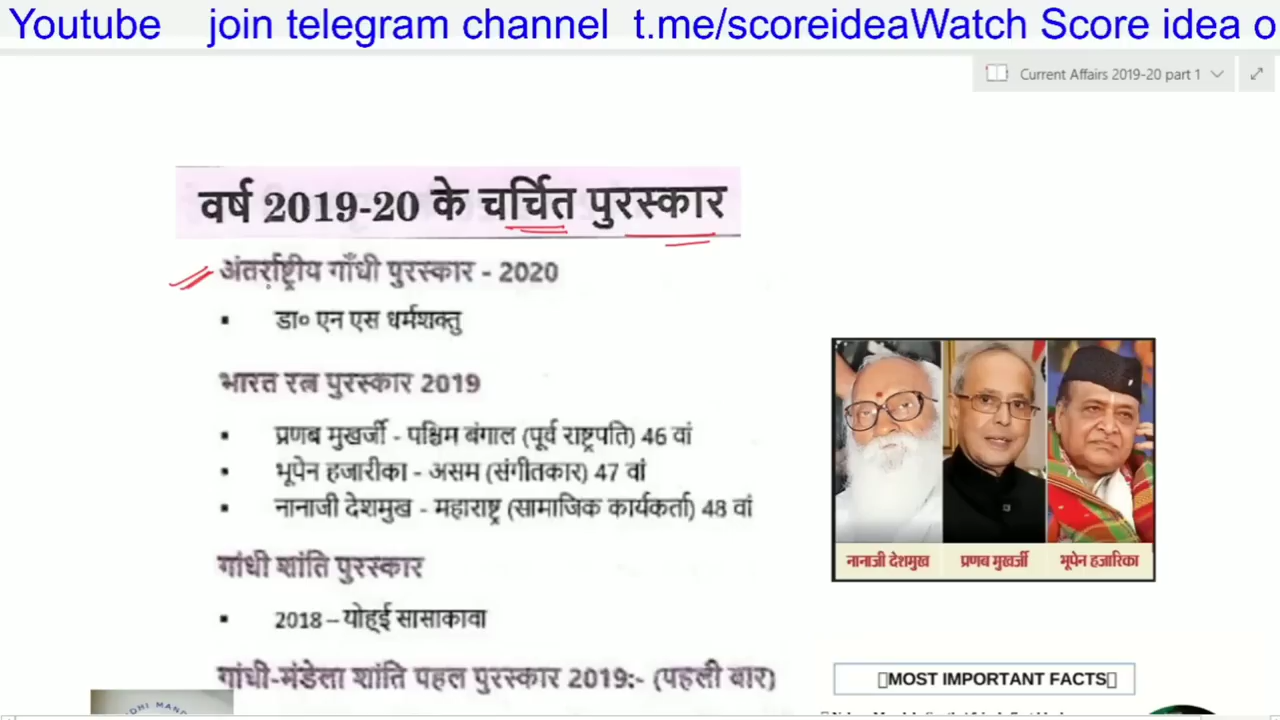 Youtube join telegram channel t.me/scoreideaWatch Score idea o
Current Affairs 2019-20 part 1
वर्ष 2019-20 के चर्चित पुरस्कार
अंतर्राष्ट्रीय गाँधी पुरस्कार - 2020
▪ डा० एन एस धर्मशक्तु
भारत रत्न पुरस्कार 2019
▪ प्रणब मुखर्जी - पश्चिम बंगाल (पूर्व राष्ट्रपति) 46 वां
▪ भूपेन हजारीका - असम (संगीतकार) 47 वां
▪ नानाजी देशमुख - महाराष्ट्र (सामाजिक कार्यकर्ता) 48 वां
नानाजी देशमुख प्रणब मुखर्जी भूपेन हजारिका
गांधी शांति पुरस्कार
▪ 2018 – योह्ई सासाकावा
गांधी-मंडेला शांति पहल पुरस्कार 2019:- (पहली बार)
MOST IMPORTANT FACTS